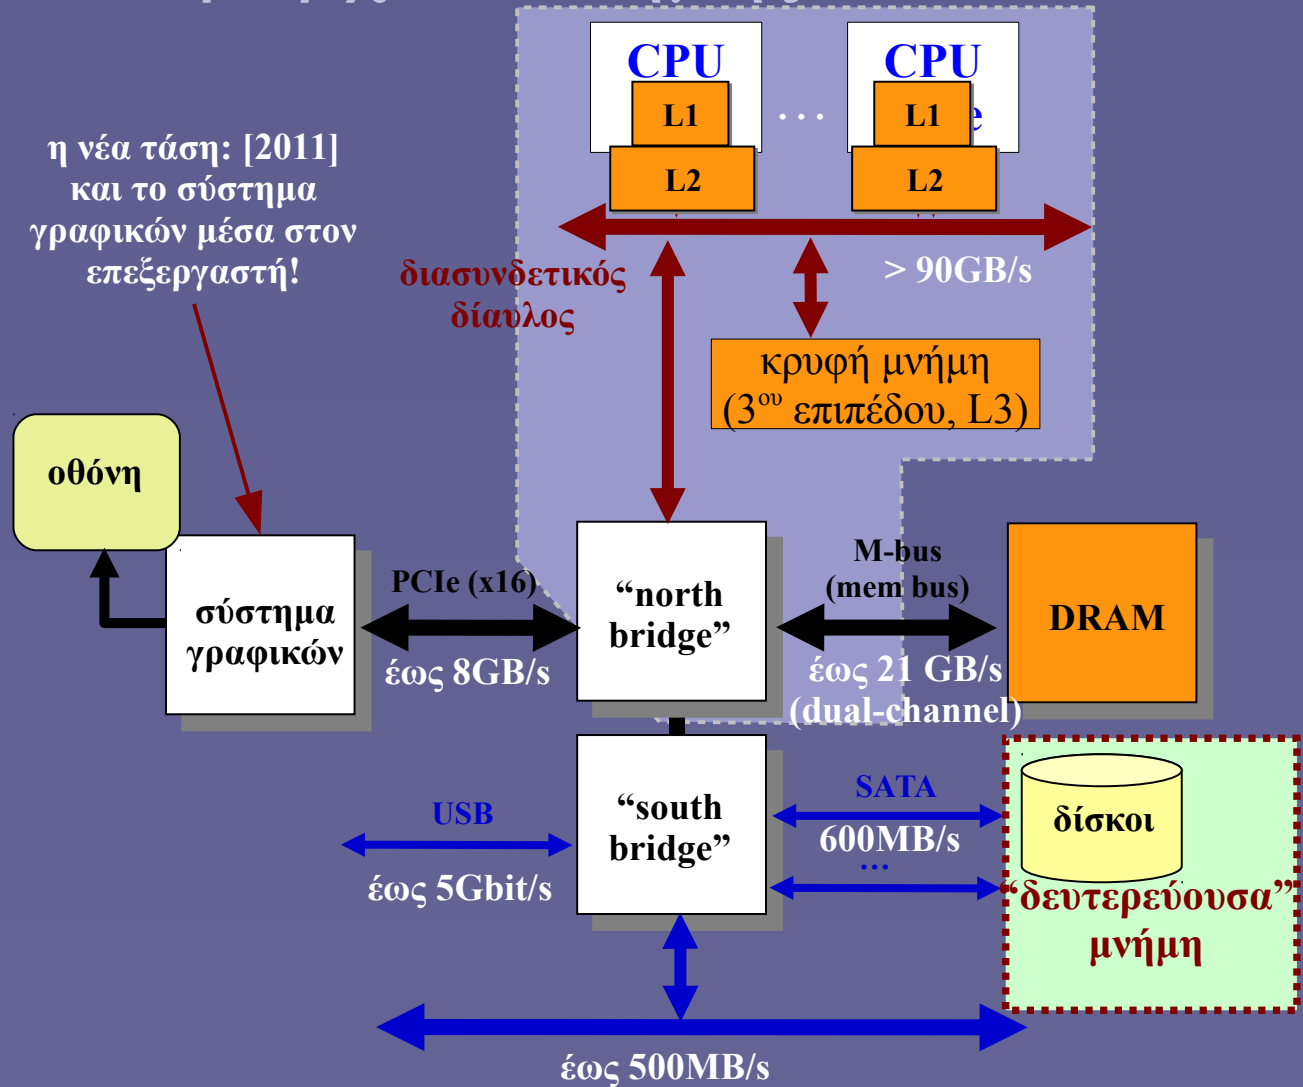 CPU
L1
L2
...
CPU
L1
L2
η νέα τάση: [2011]
και το σύστημα
γραφικών μέσα στον
επεξεργαστή!
διασυνδετικός
δίαυλος
> 90GB/s
κρυφή μνήμη
(3ου επιπέδου, L3)
οθόνη
σύστημα
γραφικών
PCIe (x16)
έως 8GB/s
“north
bridge”
M-bus
(mem bus)
έως 21 GB/s
(dual-channel)
DRAM
“south
bridge”
USB
έως 5Gbit/s
SATA
600MB/s
...
δίσκοι
“δευτερεύουσα”
μνήμη
έως 500MB/s